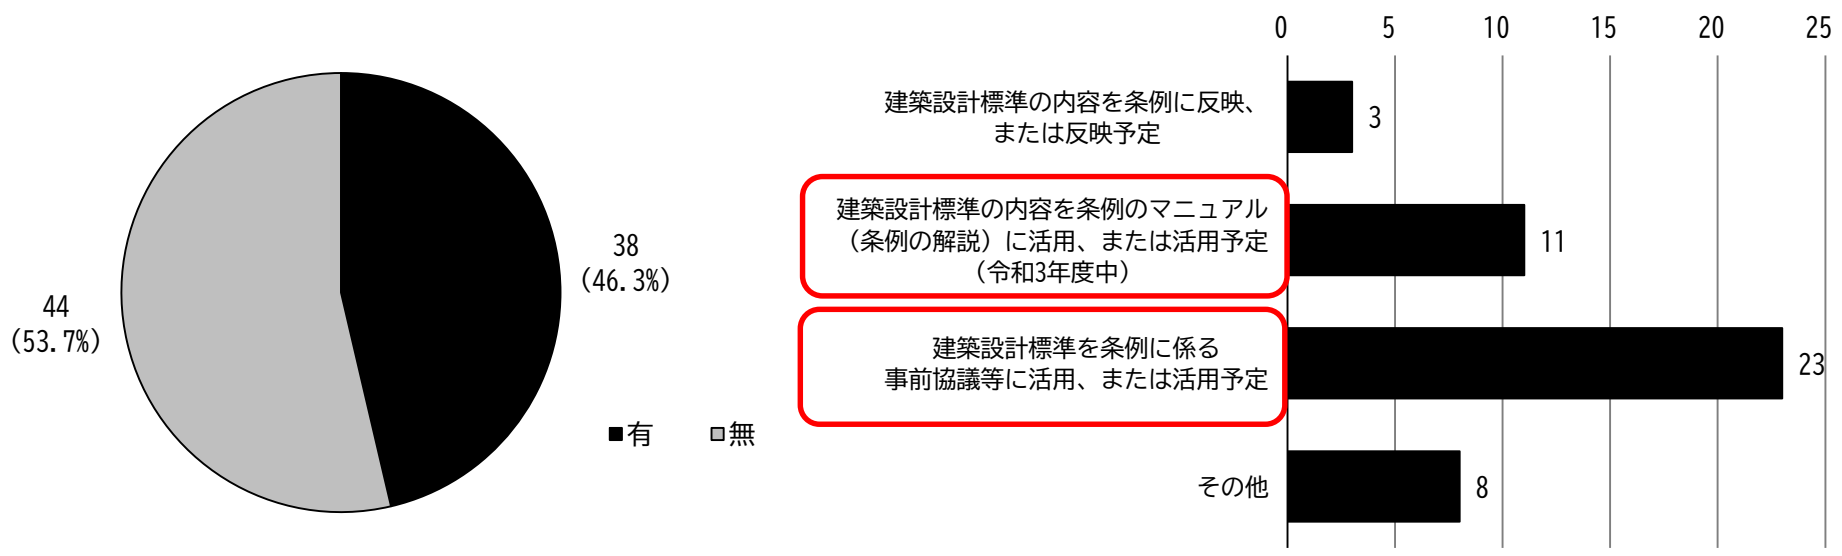 38
(46.3%)
44
(53.7%)
■有 ■無
0 5 10 15 20 25
建築設計標準の内容を条例に反映、
または反映予定
3
建築設計標準の内容を条例のマニュアル
(条例の解説)に活用、または活用予定
(令和3年度中)
11
建築設計標準を条例に係る
事前協議等に活用、または活用予定
23
その他
8